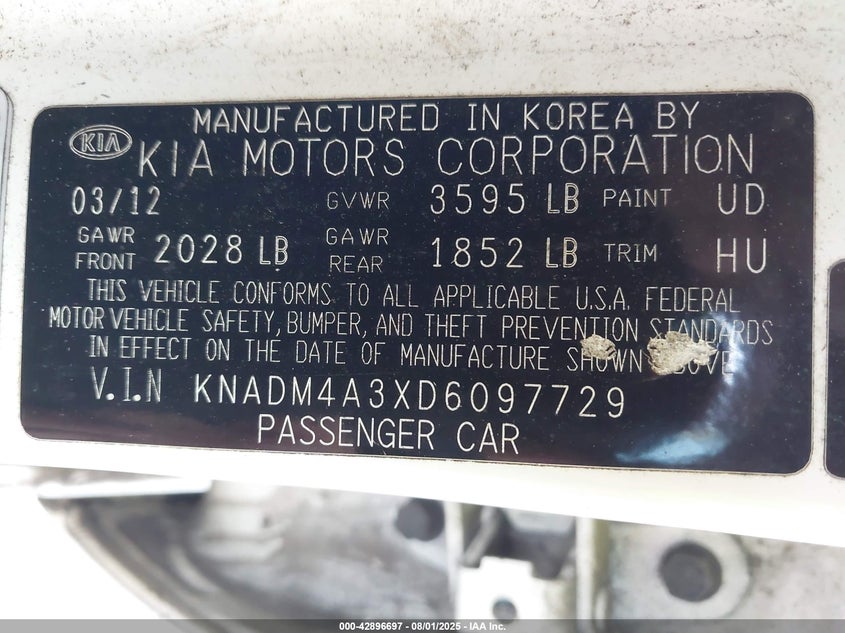 MANUFACTURED IN KOREA BY
KIA KIA MOTORS CORPORATION
03/12 GVWR 3595 LB PAINT UD
GAWR FRONT 2028 LB GAWR REAR 1852 LB TRIM HU
THIS VEHICLE CONFORMS TO ALL APPLICABLE U.S.A. FEDERAL
MOTOR VEHICLE SAFETY, BUMPER, AND THEFT PREVENTION STANDARDS
IN EFFECT ON THE DATE OF MANUFACTURE SHOWN ABOVE
V.I.N KNADM4A3XD6097729
PASSENGER CAR
000-42896697 - 08/01/2025 - IAA Inc.